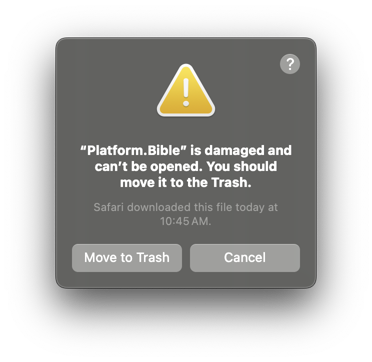 ?
“Platform.Bible” is damaged and
can’t be opened. You should
move it to the Trash.
Safari downloaded this file today at
10:45 AM.
Move to Trash
Cancel